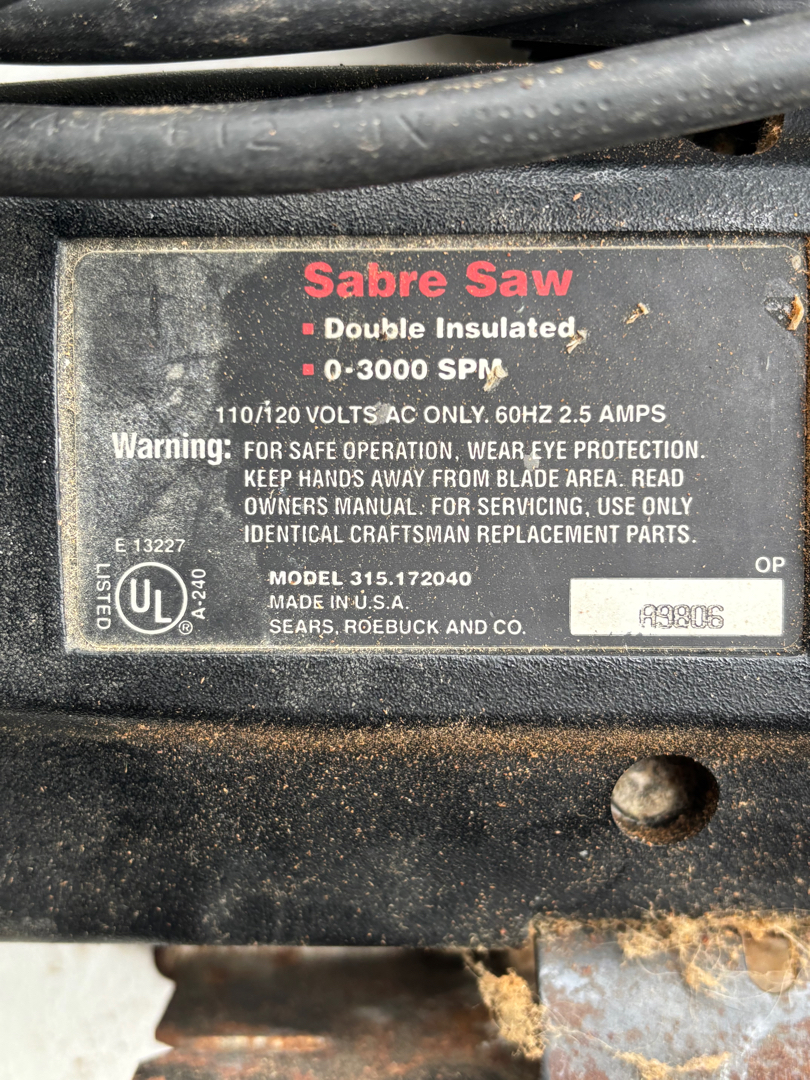 Sabre Saw
Double Insulated
0-3000 SPM
110/120 VOLTS AC ONLY. 60HZ 2.5 AMPS
Warning: FOR SAFE OPERATION, WEAR EYE PROTECTION.
KEEP HANDS AWAY FROM BLADE AREA. READ
OWNERS MANUAL. FOR SERVICING, USE ONLY
IDENTICAL CRAFTSMAN REPLACEMENT PARTS.
E 13227
LISTED
UL
®
A-240
MODEL 315.172040
MADE IN U.S.A.
SEARS, ROEBUCK AND CO.
OP
A9806